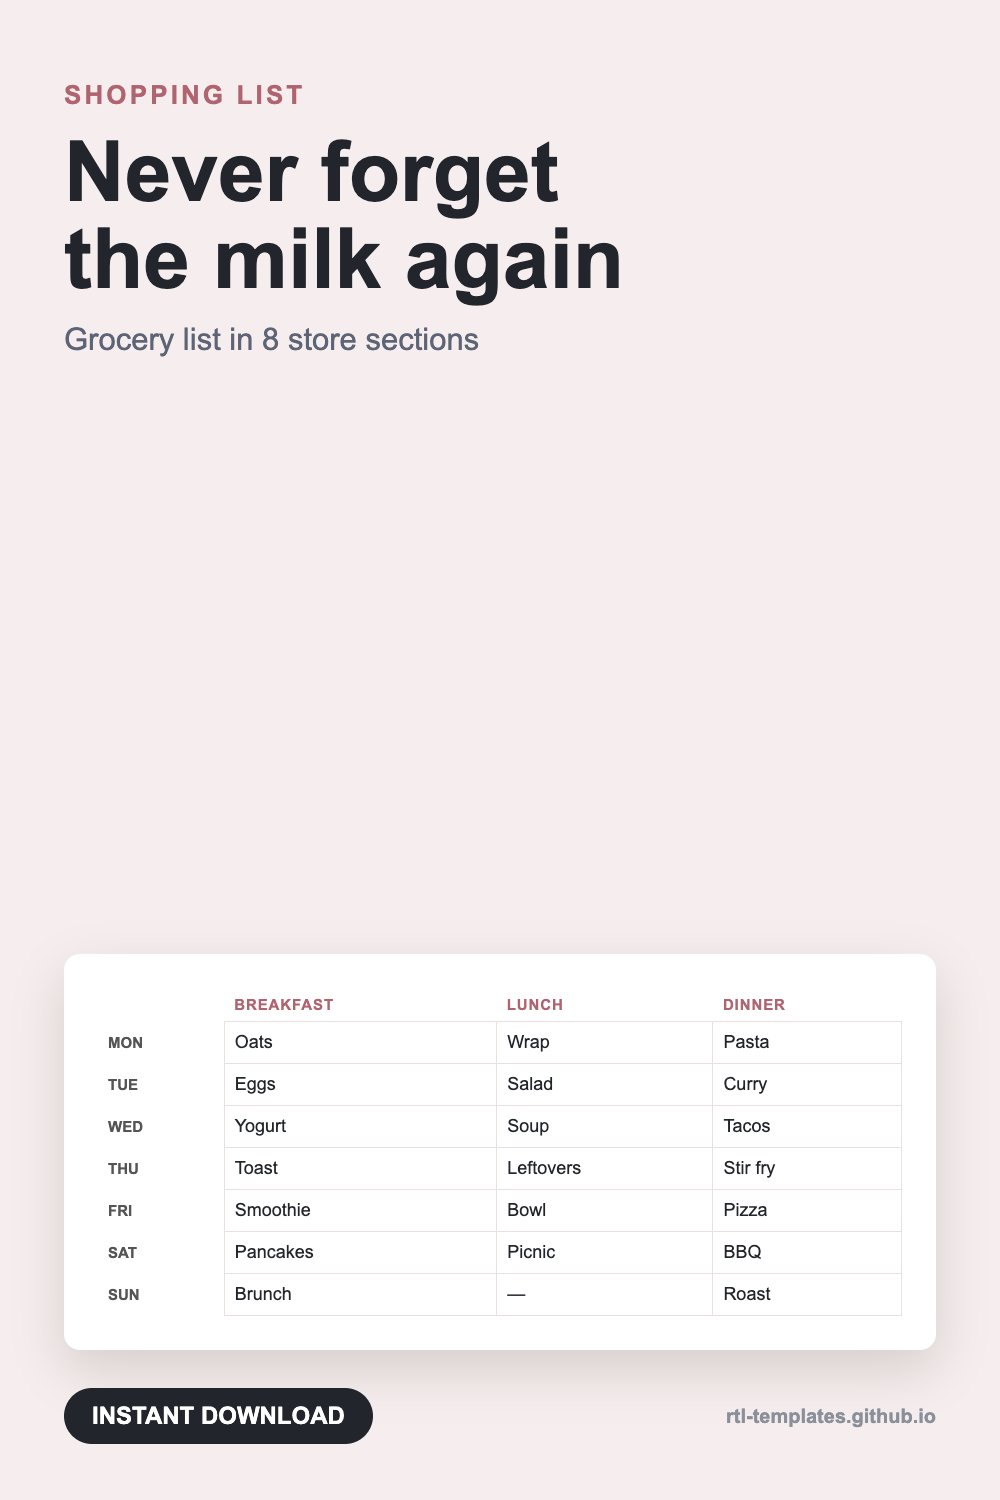 SHOPPING LIST
Never forget
the milk again
Grocery list in 8 store sections
BREAKFAST LUNCH DINNER
MON Oats Wrap Pasta
TUE Eggs Salad Curry
WED Yogurt Soup Tacos
THU Toast Leftovers Stir fry
FRI Smoothie Bowl Pizza
SAT Pancakes Picnic BBQ
SUN Brunch — Roast
INSTANT DOWNLOAD rtl-templates.github.io